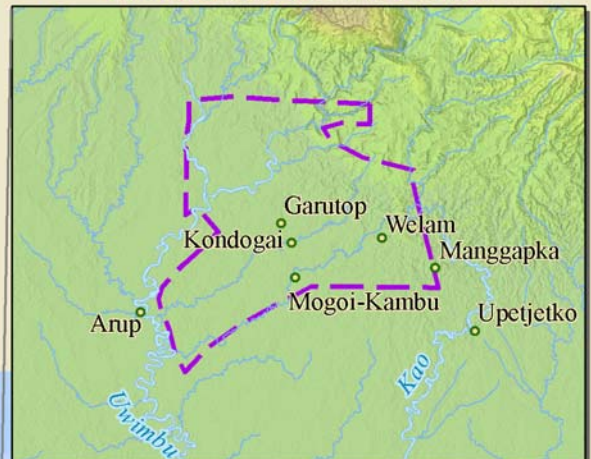 Garutop
Kondogai
Welam
Manggapka
Mogoi-Kambu
Arup
Upetjetko
Kao
Uwimbu